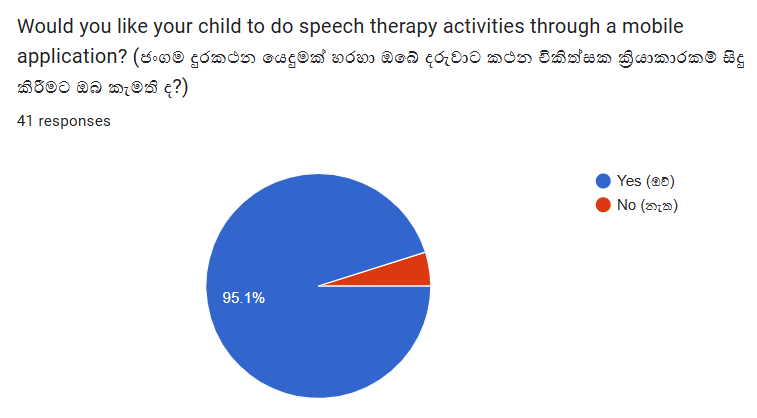 Would you like your child to do speech therapy activities through a mobile
application? (ජංගම දුරකථන යෙදුමක් හරහා ඔබේ දරුවාට කථන චිකිත්සක ක්‍රියාකාරකම් සිදු
කිරීමට ඔබ කැමති ද?)
41 responses
Yes (ඔව්)
No (නැත)
95.1%